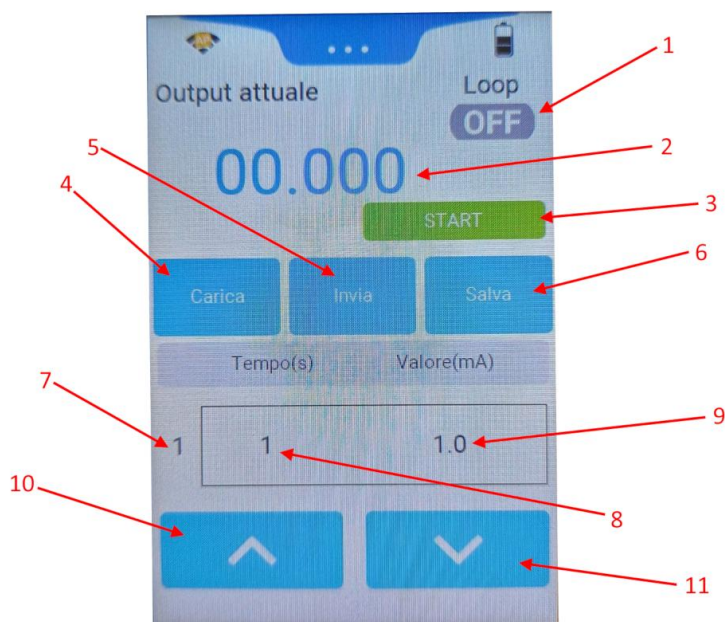 Output attuale Loop
OFF
00.000
START
Carica Invia Salva
Tempo(s) Valore(mA)
1 1 1.0
1
2
3
4
5
6
7
8
9
10
11